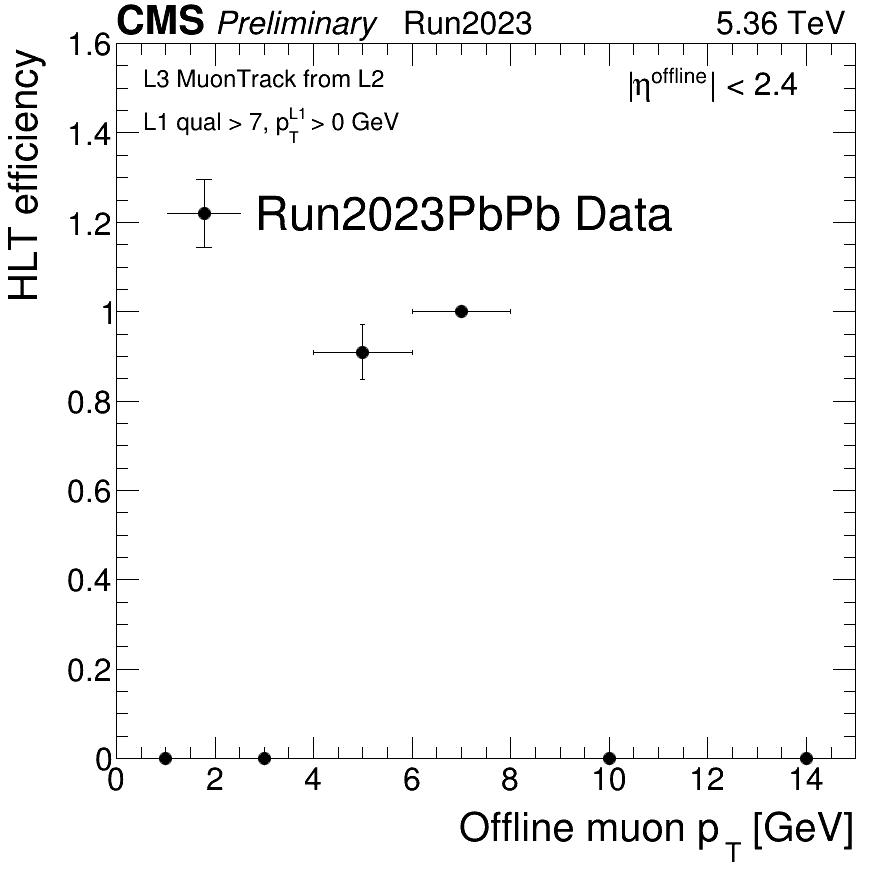 CMS Preliminary Run2023 5.36 TeV
L3 MuonTrack from L2
|η^offline| < 2.4
L1 qual > 7, p_T^L1 > 0 GeV
Run2023PbPb Data
HLT efficiency
1.6
1.4
1.2
1
0.8
0.6
0.4
0.2
0
0 2 4 6 8 10 12 14
Offline muon p_T [GeV]